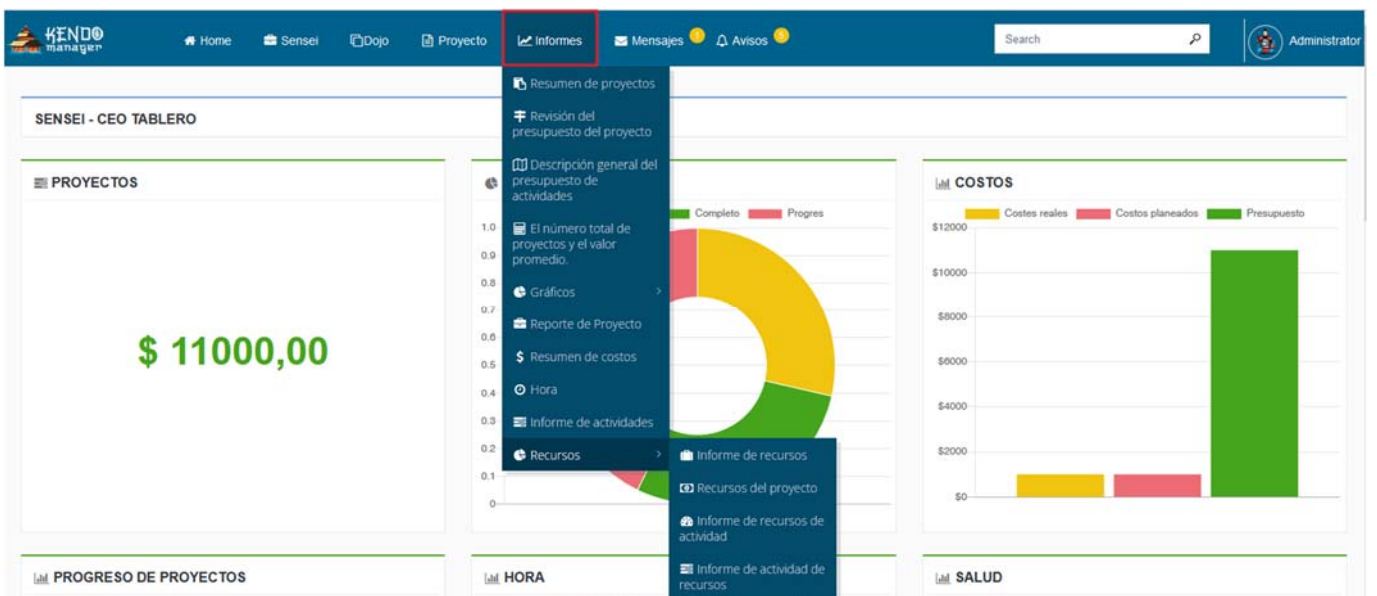 KENDO
manager
Home
Sensei
Dojo
Proyecto
Informes
Mensajes 1
Avisos 5
Search
Administrator
SENSEI - CEO TABLERO
PROYECTOS
$ 11000,00
Resumen de proyectos
Revisión del
presupuesto del proyecto
Descripción general del
presupuesto de
actividades
El número total de
proyectos y el valor
promedio.
Gráficos
Reporte de Proyecto
Resumen de costos
Hora
Informe de actividades
Recursos
Informe de recursos
Recursos del proyecto
Informe de recursos de
actividad
Informe de actividad de
recursos
Completo
Progres
1.0
0.9
0.8
0.7
0.6
0.5
0.4
0.3
0.2
0.1
0
COSTOS
Costes reales
Costos planeados
Presupuesto
$12000
$10000
$8000
$6000
$4000
$2000
$0
PROGRESO DE PROYECTOS
HORA
SALUD